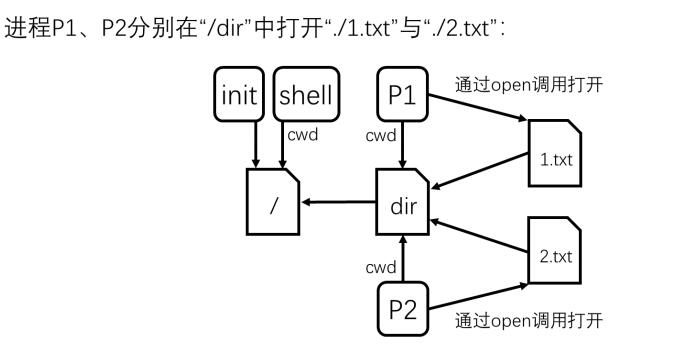 进程P1、P2分别在“/dir”中打开“./1.txt”与“./2.txt”：
init
shell
P1
通过open调用打开
cwd
cwd
1.txt
/
dir
2.txt
cwd
P2
通过open调用打开